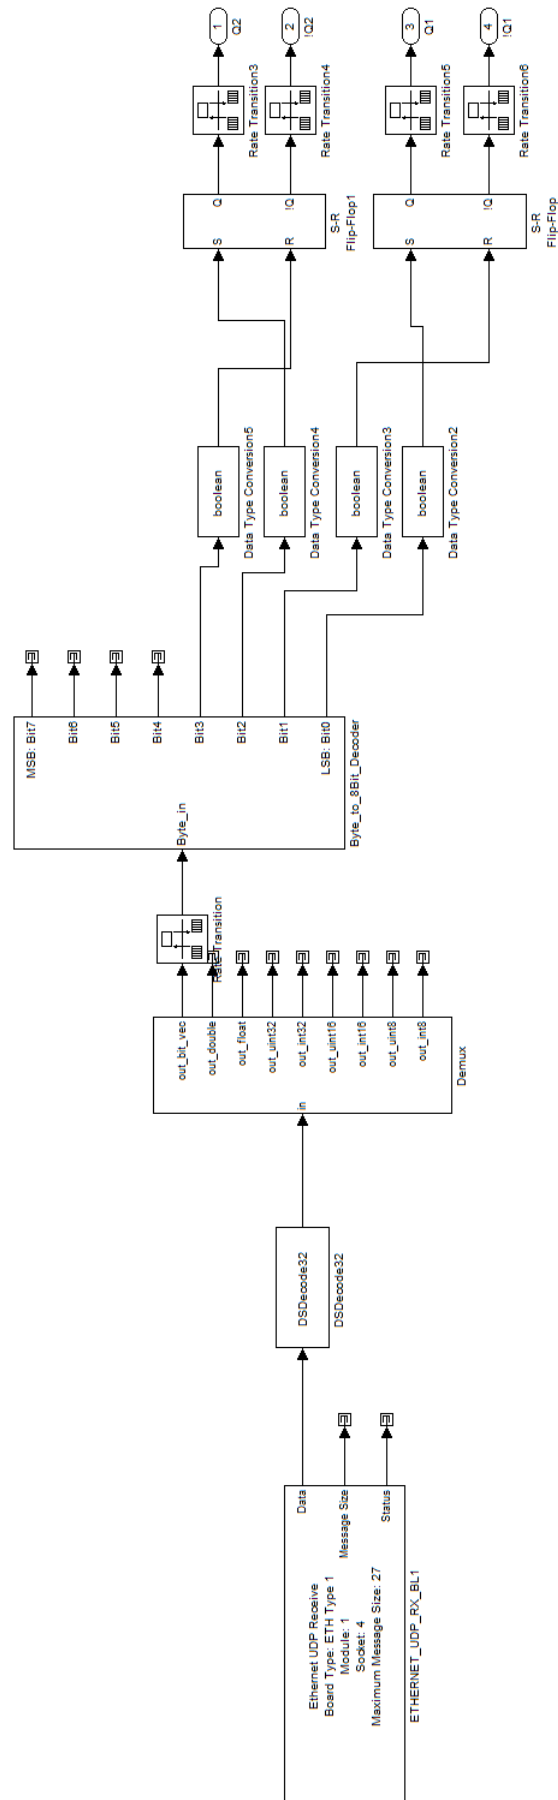 Ethernet UDP Receive
Board Type: ETH Type 1
Module: 1
Socket: 4
Maximum Message Size: 27
Data
Message Size
Status
ETHERNET_UDP_RX_BL1
DSDecode32
DSDecode32
in
out_bit_vec
out_double
out_float
out_uint32
out_int32
out_uint16
out_int16
out_uint8
out_int8
Demux
Rate Transition
Byte_in
MSB: Bit7
Bit6
Bit5
Bit4
Bit3
Bit2
Bit1
LSB: Bit0
Byte_to_8Bit_Decoder
boolean
Data Type Conversion5
boolean
Data Type Conversion4
boolean
Data Type Conversion3
boolean
Data Type Conversion2
S
Q
R
!Q
S-R
Flip-Flop1
S
Q
R
!Q
S-R
Flip-Flop
Rate Transition3
Rate Transition4
Rate Transition5
Rate Transition6
1
Q2
2
!Q2
3
Q1
4
!Q1